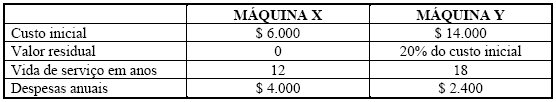 MÁQUINA X MÁQUINA Y
Custo inicial $ 6.000 $ 14.000
Valor residual 0 20% do custo inicial
Vida de serviço em anos 12 18
Despesas anuais $ 4.000 $ 2.400